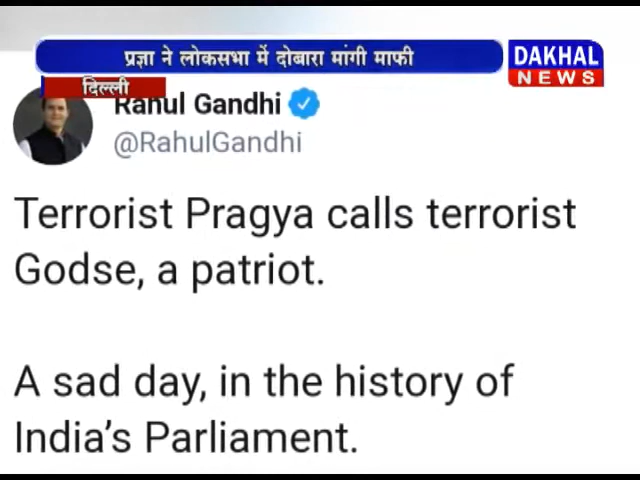 प्रज्ञा ने लोकसभा में दोबारा मांगी माफी
DAKHAL
NEWS
दिल्ली
Rahul Gandhi
@RahulGandhi
Terrorist Pragya calls terrorist
Godse, a patriot.
A sad day, in the history of
India's Parliament.